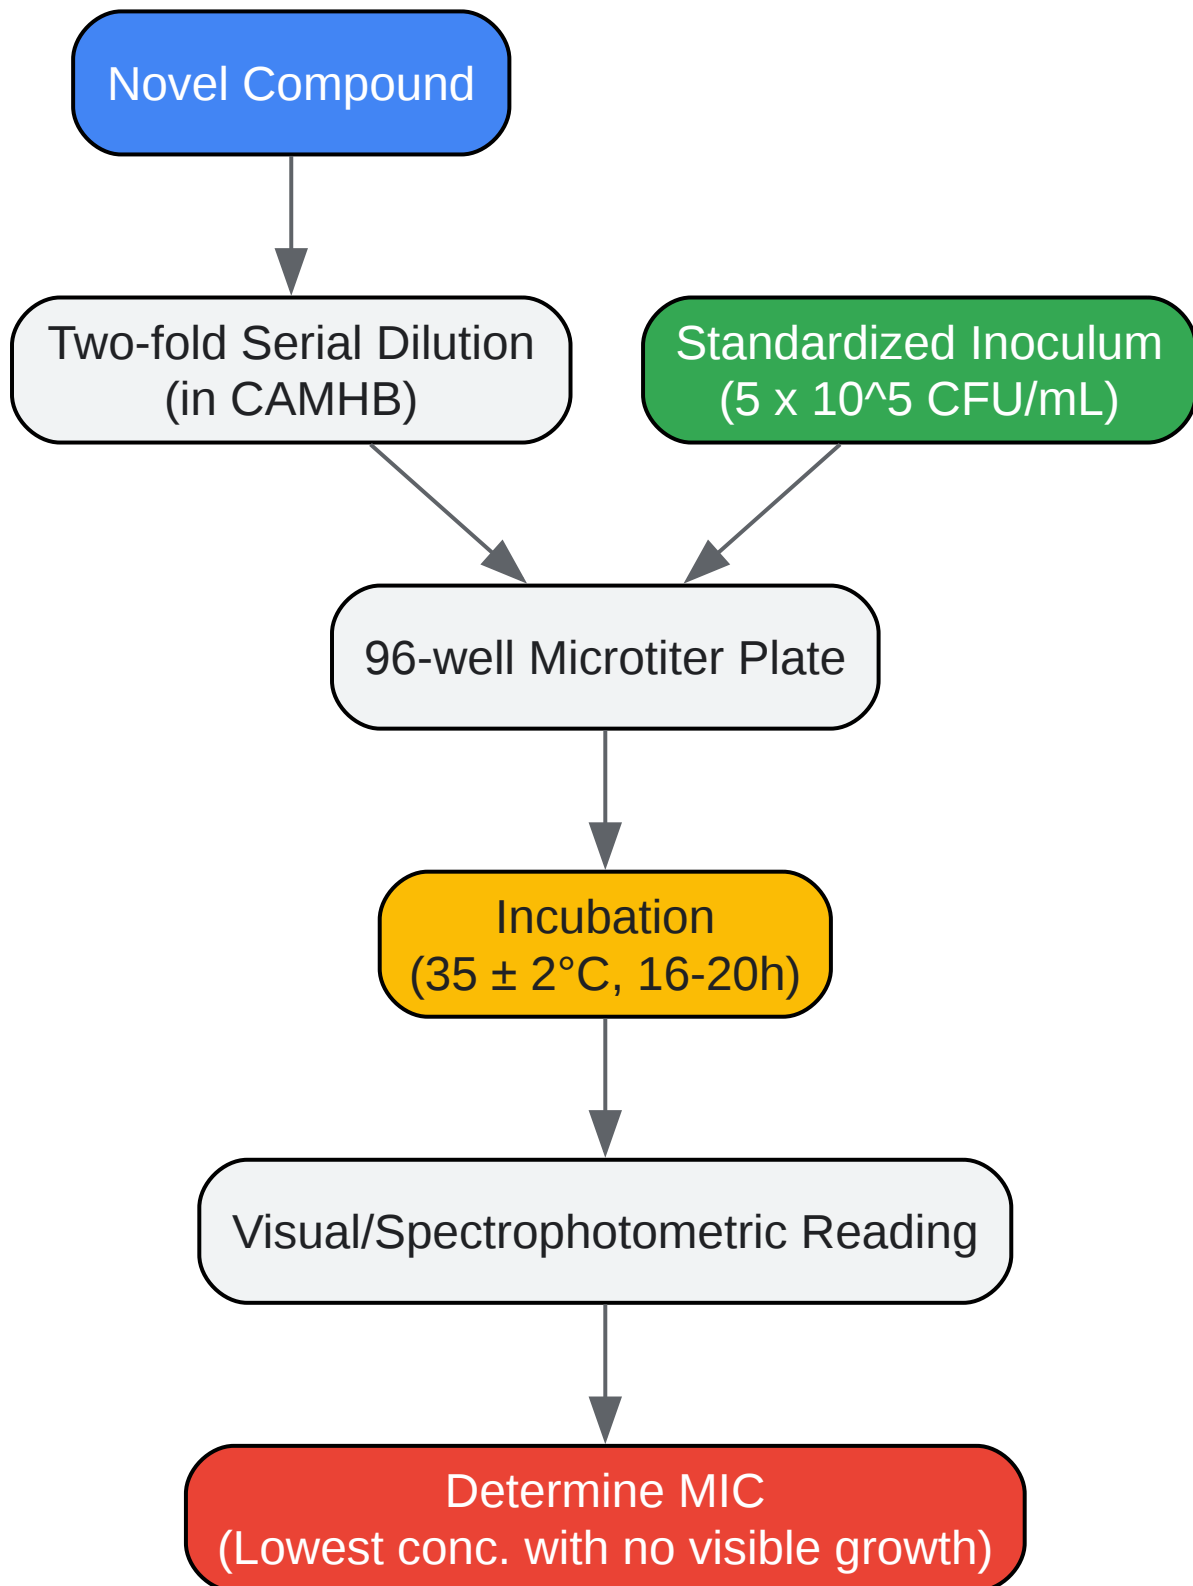 Novel Compound
Two-fold Serial Dilution
(in CAMHB)
Standardized Inoculum
(5 x 10^5 CFU/mL)
96-well Microtiter Plate
Incubation
(35 ± 2°C, 16-20h)
Visual/Spectrophotometric Reading
Determine MIC
(Lowest conc. with no visible growth)